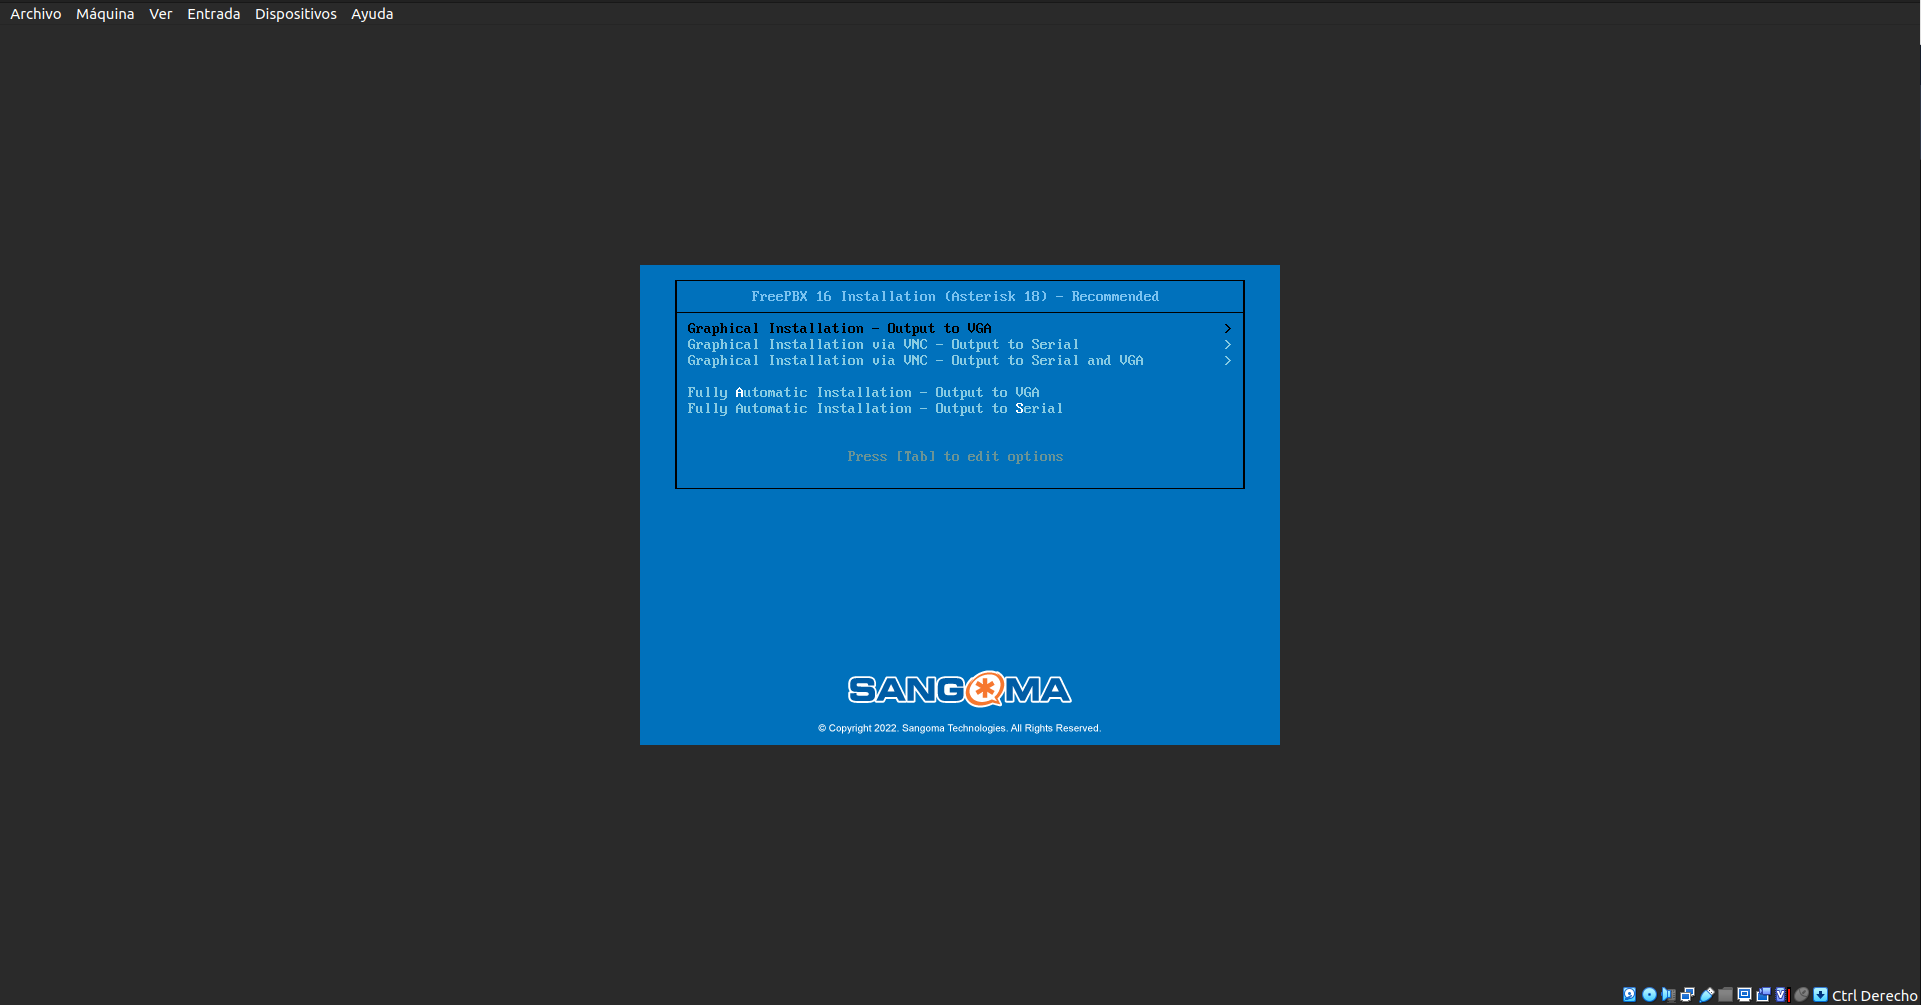 Archivo Máquina Ver Entrada Dispositivos Ayuda
FreePBX 16 Installation (Asterisk 18) - Recommended
Graphical Installation - Output to VGA >
Graphical Installation via VNC - Output to Serial >
Graphical Installation via VNC - Output to Serial and VGA >
Fully Automatic Installation - Output to VGA
Fully Automatic Installation - Output to Serial
Press [Tab] to edit options
SANGOMA
© Copyright 2022. Sangoma Technologies. All Rights Reserved.
Ctrl Derecho